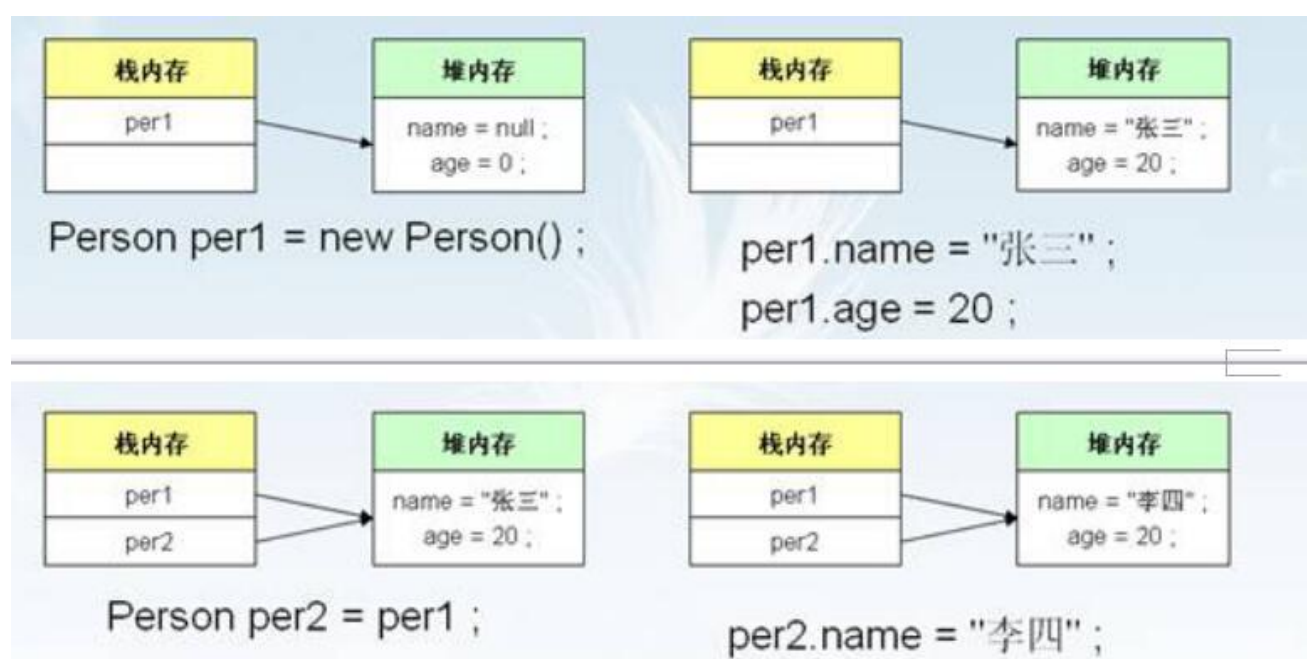 栈内存
堆内存
per1
name = null ;
age = 0 ;
Person per1 = new Person() ;
栈内存
堆内存
per1
name = "张三" ;
age = 20 ;
per1.name = "张三" ;
per1.age = 20 ;
栈内存
堆内存
per1
per2
name = "张三" ;
age = 20 ;
Person per2 = per1 ;
栈内存
堆内存
per1
per2
name = "李四" ;
age = 20 ;
per2.name = "李四" ;